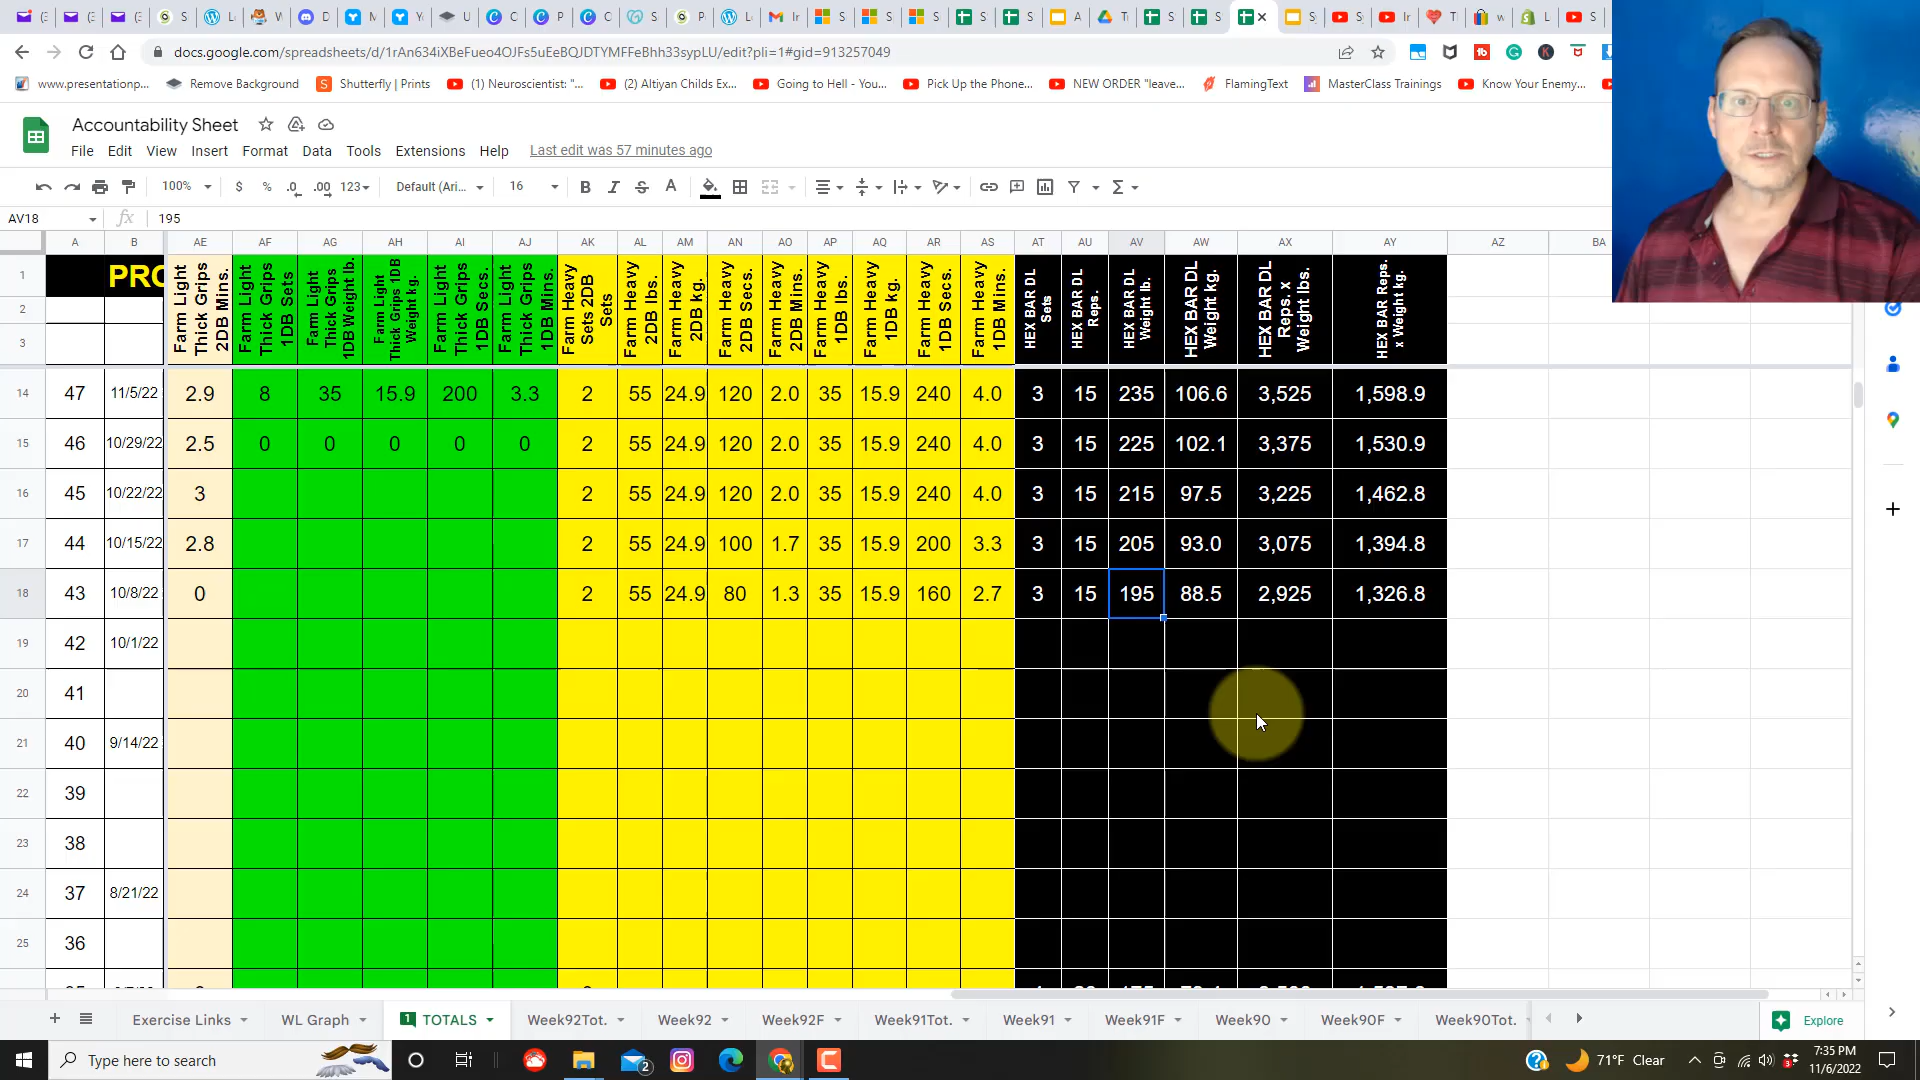 docs.google.com/spreadsheets/d/1rAn634iXBeFueo4OJFs5uEeBQJDTYMFFeBhh33sypLU/edit?pli=1#gid=913257049
www.presentationp... Remove Background Shutterfly | Prints (1) Neuroscientist: "... (2) Altiyan Childs Ex... Going to Hell - You... Pick Up the Phone... NEW ORDER "leave... FlamingText MasterClass Trainings Know Your Enemy...
Accountability Sheet
File Edit View Insert Format Data Tools Extensions Help Last edit was 57 minutes ago
100% $ % .0 .00 123 Default (Ari... 16 B I S A
AV18 fx 195
A B AE AF AG AH AI AJ AK AL AM AN AO AP AQ AR AS AT AU AV AW AX AY AZ BA
1 2 3
PRO
Farm Light Thick Grips 2DB Mins.
Farm Light Thick Grips 1DB Sets
Farm Light Thick Grips 1DB Weight lb.
Farm Light Thick Grips 1DB Weight kg.
Farm Light Thick Grips 1DB Secs.
Farm Light Thick Grips 1DB Mins.
Farm Heavy Sets 2DB Sets
Farm Heavy 2DB lbs.
Farm Heavy 2DB kg.
Farm Heavy 2DB Secs.
Farm Heavy 2DB Mins.
Farm Heavy 1DB lbs.
Farm Heavy 1DB kg.
Farm Heavy 1DB Secs.
Farm Heavy 1DB Mins.
HEX BAR DL Sets
HEX BAR DL Reps.
HEX BAR DL Weight lb.
HEX BAR DL Weight kg.
HEX BAR DL Reps. x Weight lbs.
HEX BAR Reps. x Weight kg.
14 47 11/5/22 2.9 8 35 15.9 200 3.3 2 55 24.9 120 2.0 35 15.9 240 4.0 3 15 235 106.6 3,525 1,598.9
15 46 10/29/22 2.5 0 0 0 0 0 2 55 24.9 120 2.0 35 15.9 240 4.0 3 15 225 102.1 3,375 1,530.9
16 45 10/22/22 3 2 55 24.9 120 2.0 35 15.9 240 4.0 3 15 215 97.5 3,225 1,462.8
17 44 10/15/22 2.8 2 55 24.9 100 1.7 35 15.9 200 3.3 3 15 205 93.0 3,075 1,394.8
18 43 10/8/22 0 2 55 24.9 80 1.3 35 15.9 160 2.7 3 15 195 88.5 2,925 1,326.8
19 42 10/1/22
20 41
21 40 9/14/22
22 39
23 38
24 37 8/21/22
25 36
Exercise Links WL Graph 1 TOTALS Week92Tot. Week92 Week92F Week91Tot. Week91 Week91F Week90 Week90F Week90Tot. Explore
Type here to search 2 71°F Clear 7:35 PM
11/6/2022